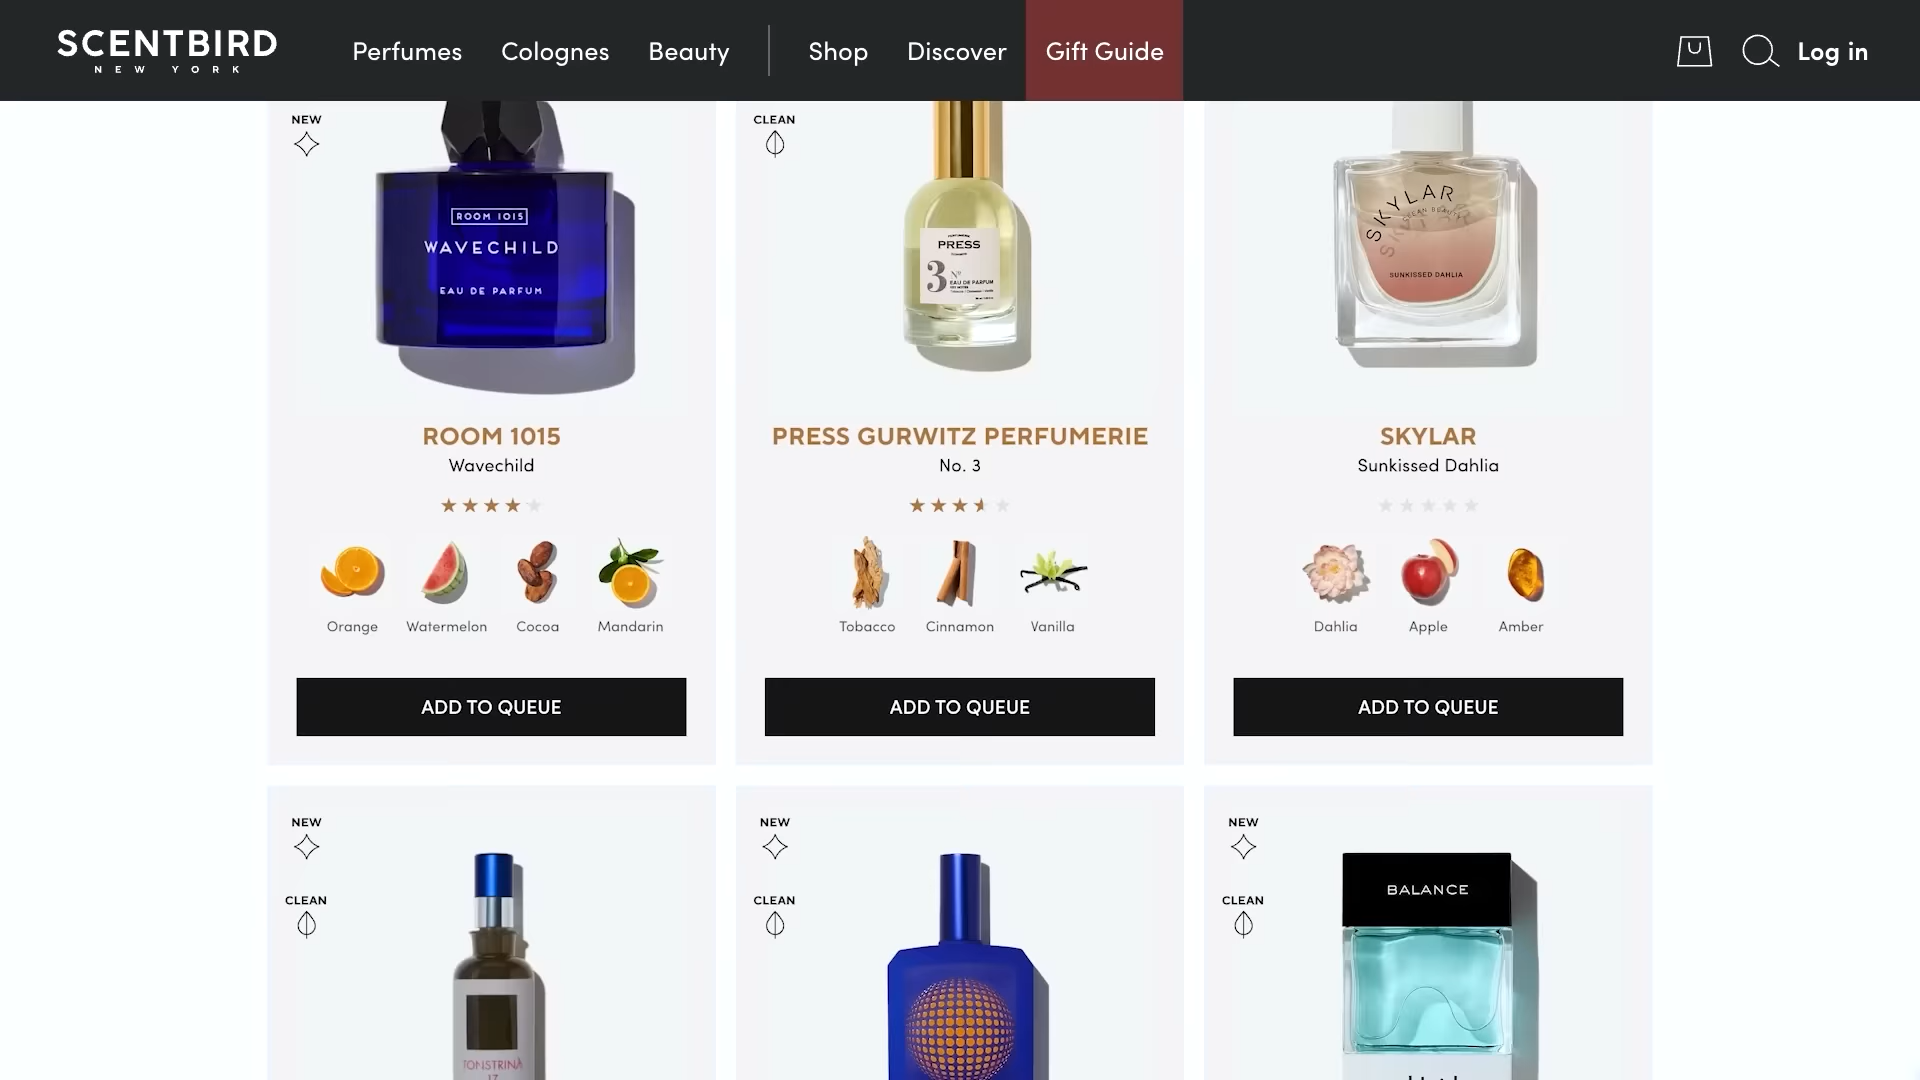 SCENTBIRD
NEW YORK
Perfumes
Colognes
Beauty
Shop
Discover
Gift Guide
Log in
NEW
ROOM 1015
WAVECHILD
EAU DE PARFUM
ROOM 1015
Wavechild
Orange
Watermelon
Cocoa
Mandarin
ADD TO QUEUE
CLEAN
PRESS
3 Nº
EAU DE PARFUM
PRESS GURWITZ PERFUMERIE
No. 3
Tobacco
Cinnamon
Vanilla
ADD TO QUEUE
SKYLAR
SUNKISSED DAHLIA
SKYLAR
Sunkissed Dahlia
Dahlia
Apple
Amber
ADD TO QUEUE
NEW
CLEAN
TONSTRINA
17
NEW
CLEAN
NEW
CLEAN
BALANCE